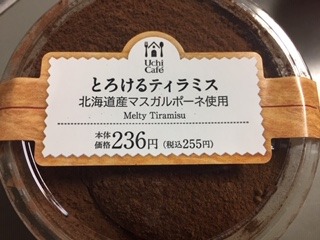 Uchi
Café
とろけるティラミス
北海道産マスカルポーネ使用
Melty Tiramisu
本体
価格 236円 (税込255円)